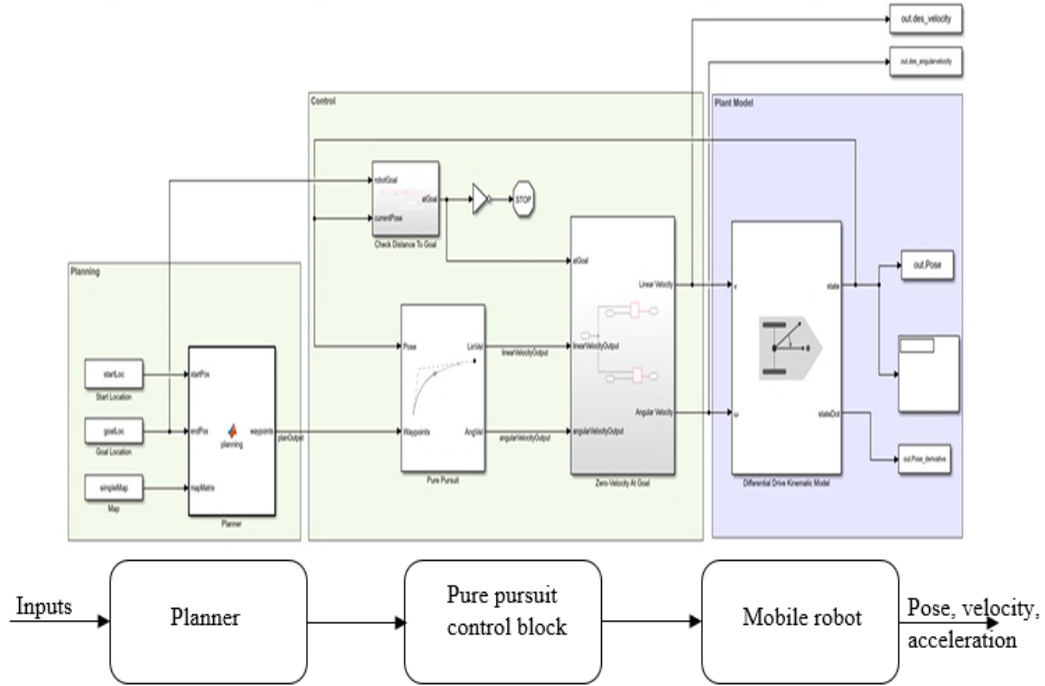 out.des_velocity
out.des_angularvelocity
Control
Plant Model
robotGoal
atGoal
currentPose
STOP
Check Distance To Goal
atGoal
Linear Velocity
v
state
out.Pose
Planning
Pose
LinVel
linearVelocityOutput
linearVelocityOutput
startLoc
startPos
Start Location
goalLoc
endPos
planning
waypoints
planOutput
Goal Location
Waypoints
AngVel
angularVelocityOutput
angularVelocityOutput
Angular Velocity
ω
stateDot
Pure Pursuit
Zero-Velocity At Goal
Differential Drive Kinematic Model
out.Pose_derivative
simpleMap
mapMatrix
Map
Planner
Inputs
Planner
Pure pursuit
control block
Mobile robot
Pose, velocity,
acceleration